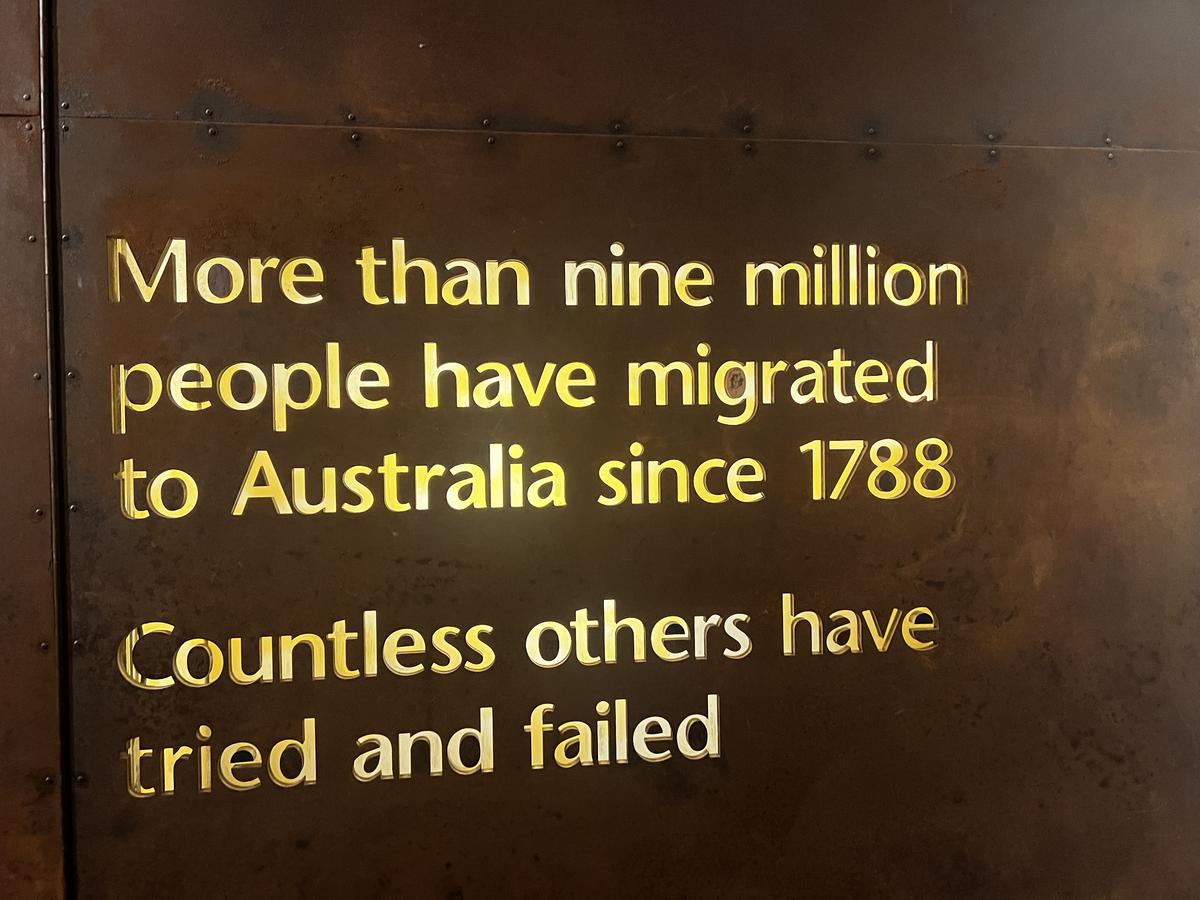 More than nine million
people have migrated
to Australia since 1788
Countless others have
tried and failed